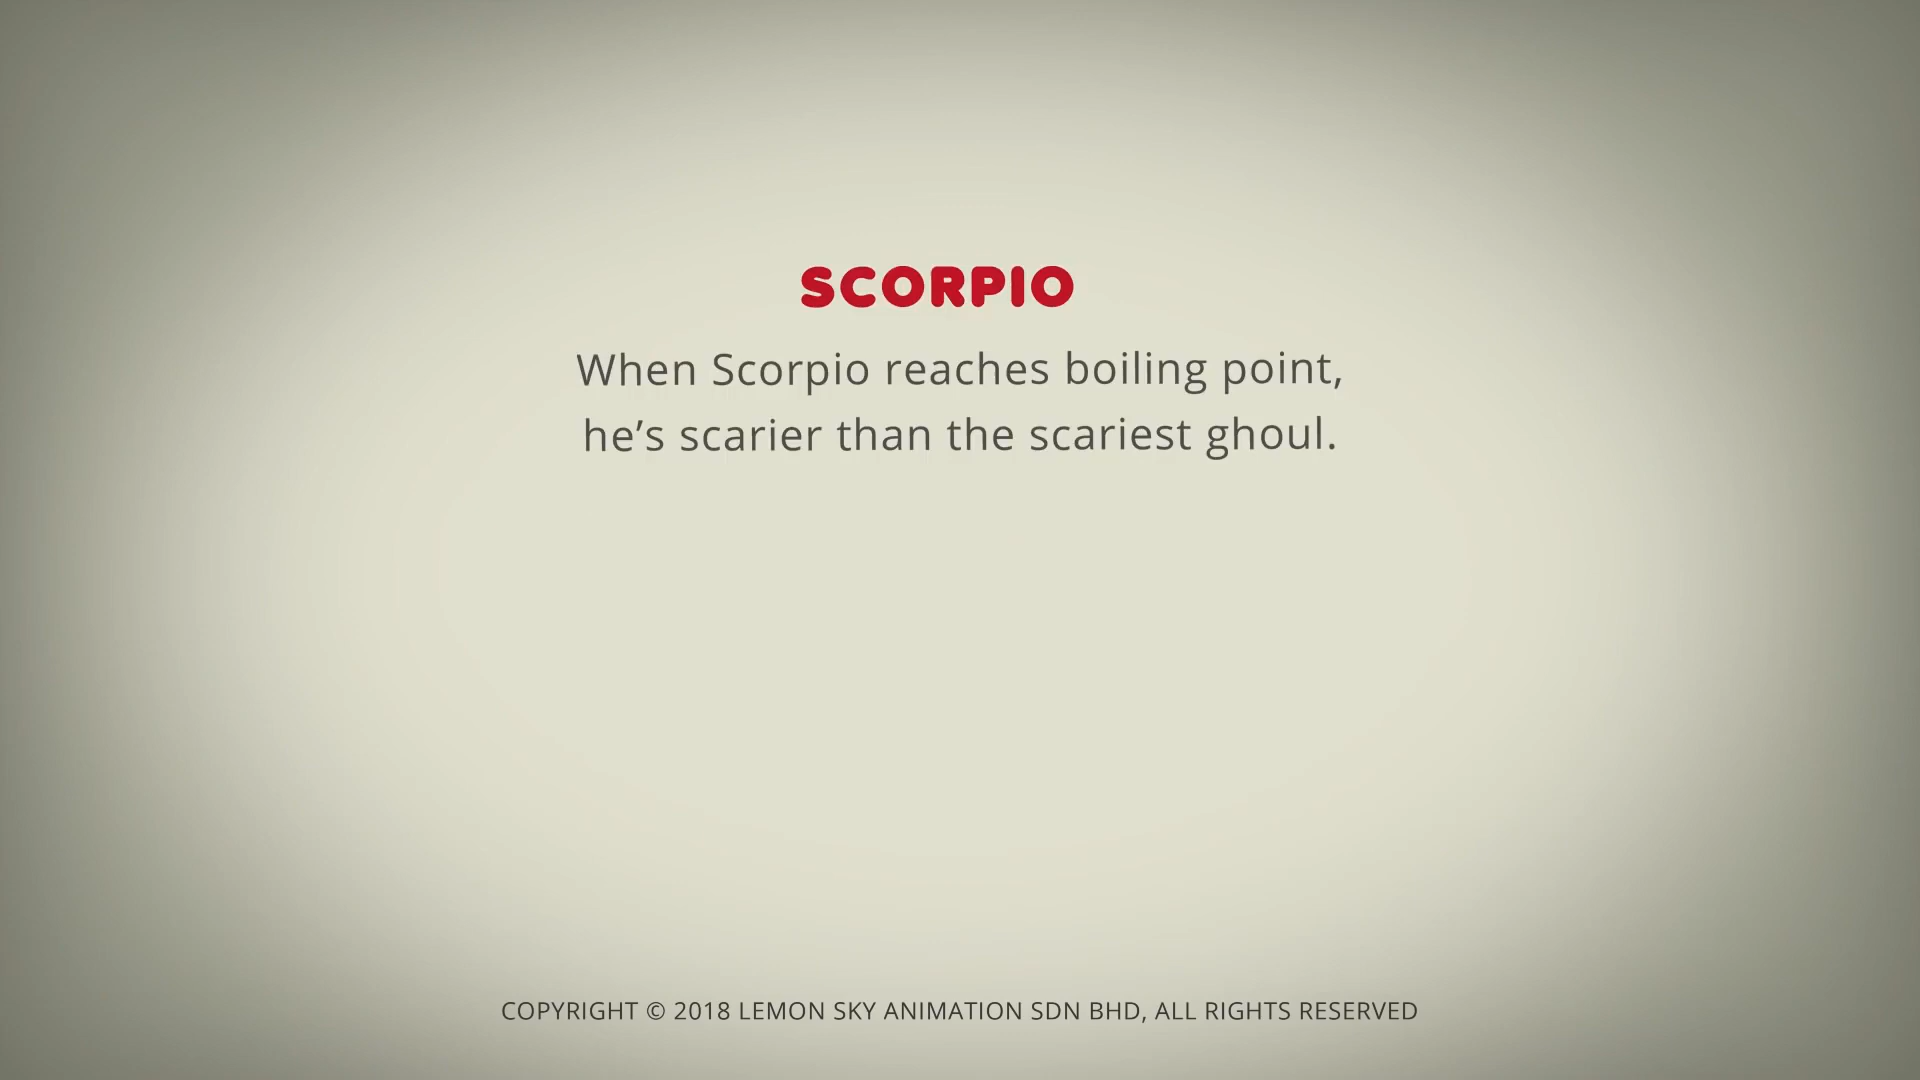 SCORPIO
When Scorpio reaches boiling point,
he’s scarier than the scariest ghoul.
COPYRIGHT © 2018 LEMON SKY ANIMATION SDN BHD, ALL RIGHTS RESERVED